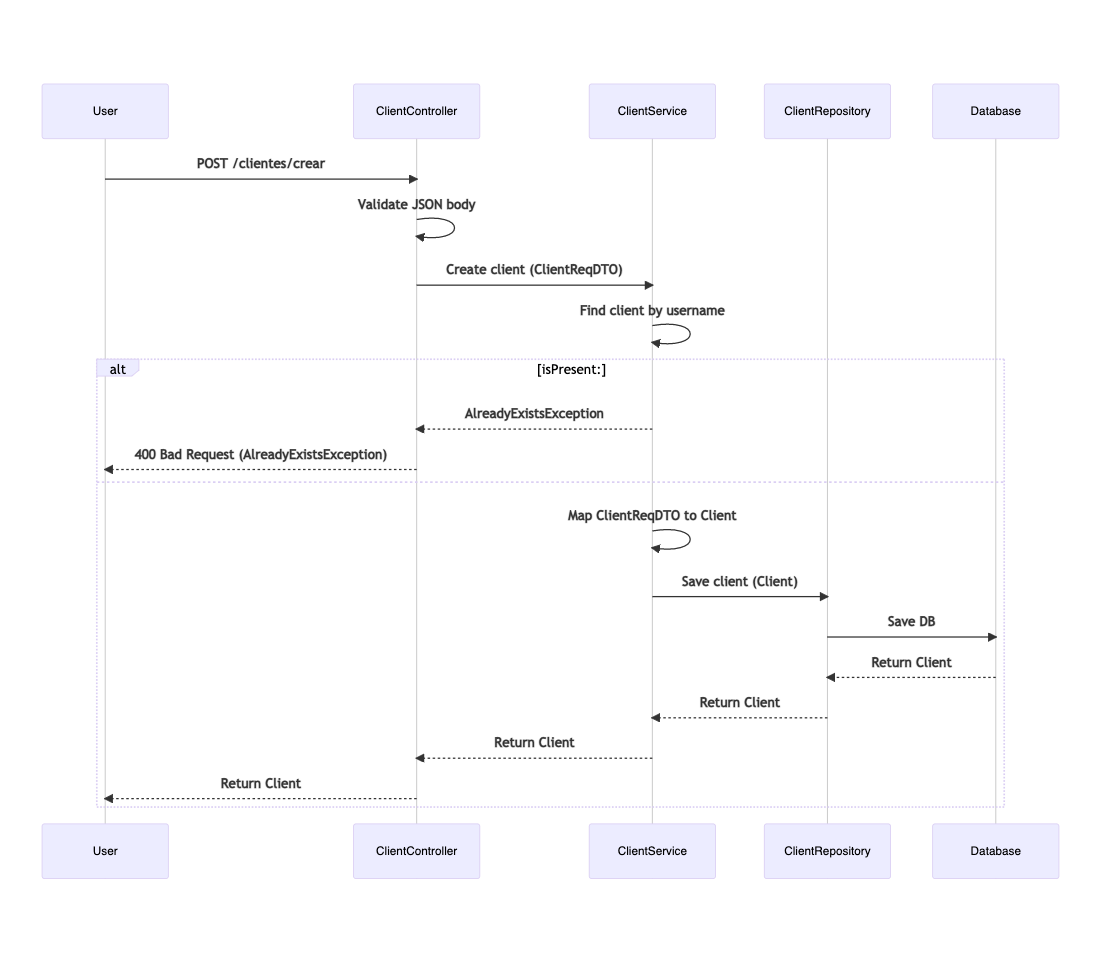 User
ClientController
ClientService
ClientRepository
Database
POST /clientes/crear
Validate JSON body
Create client (ClientReqDTO)
Find client by username
alt
[isPresent:]
AlreadyExistsException
400 Bad Request (AlreadyExistsException)
Map ClientReqDTO to Client
Save client (Client)
Save DB
Return Client
Return Client
Return Client
Return Client
User
ClientController
ClientService
ClientRepository
Database